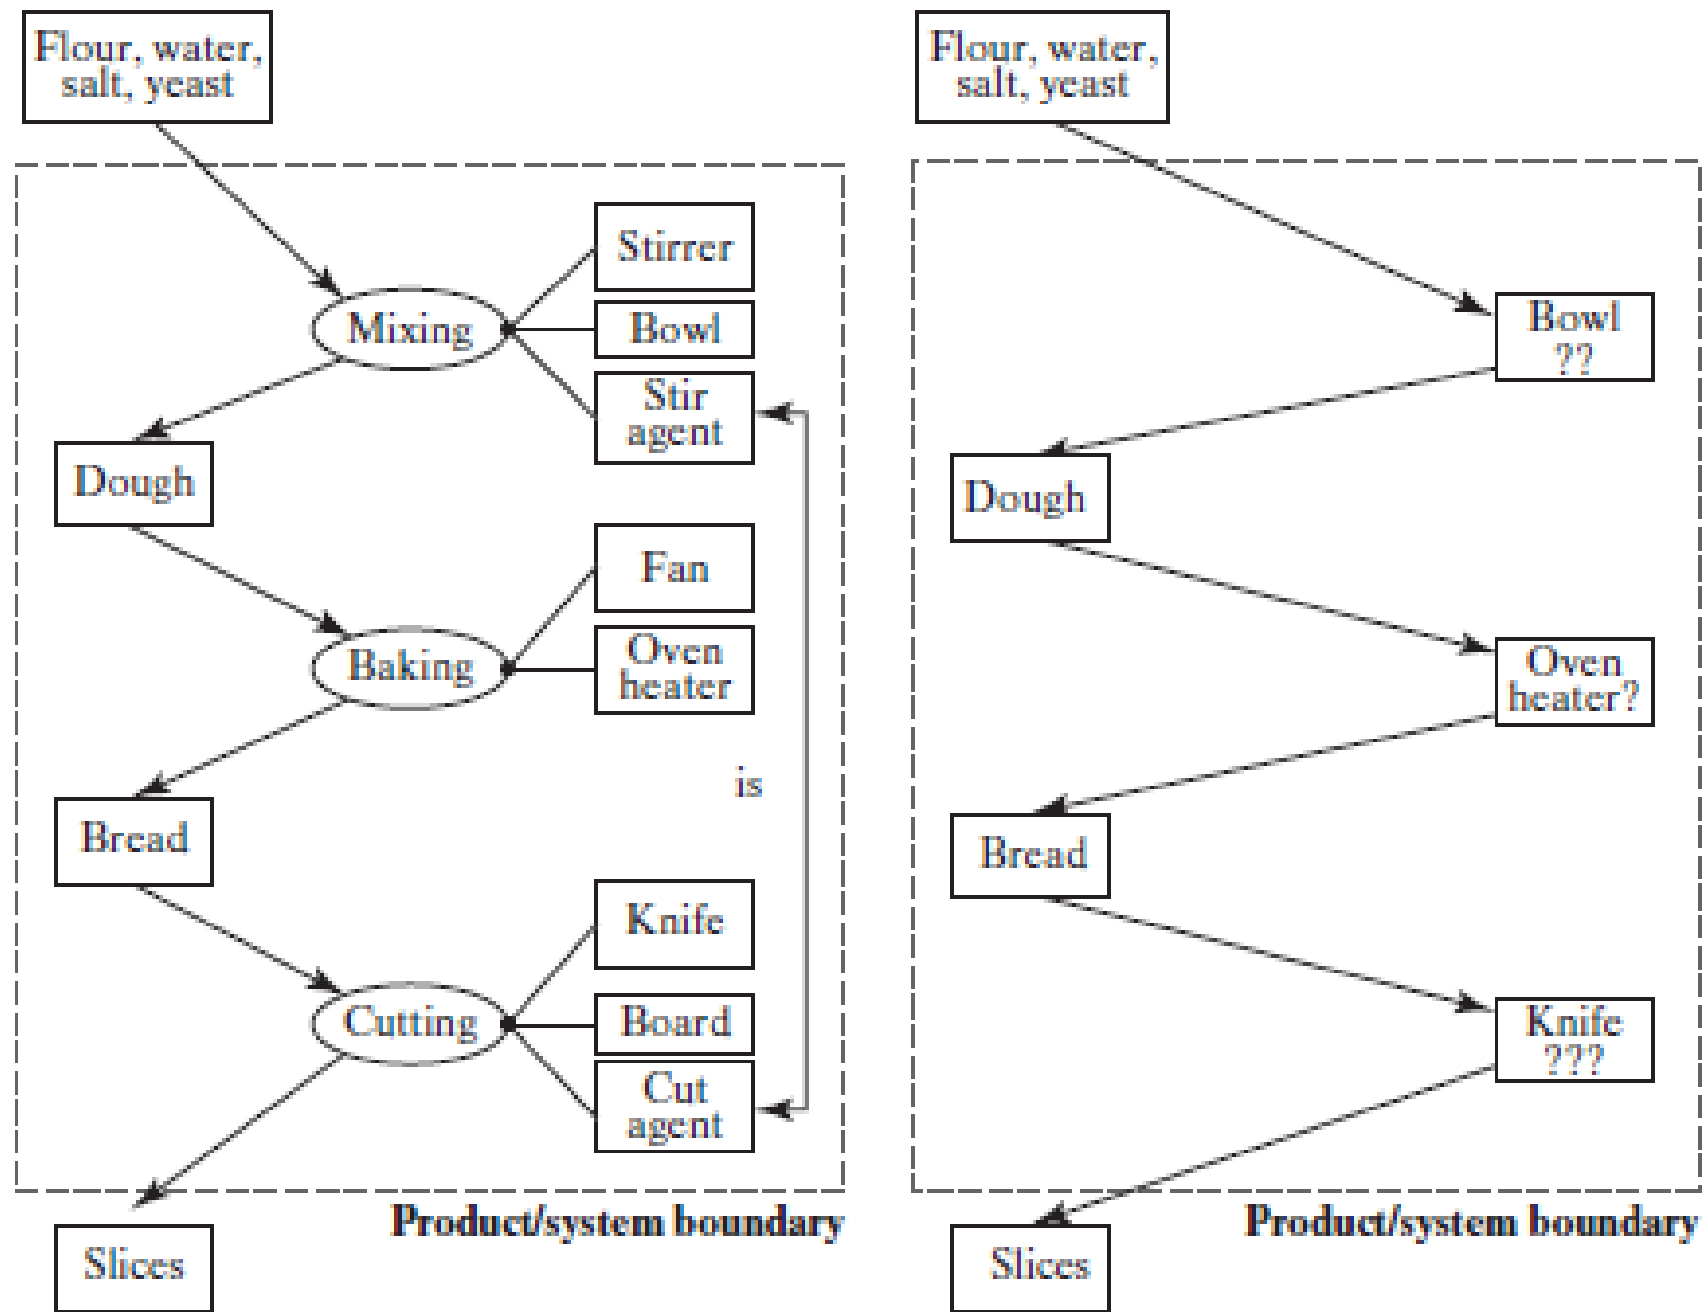 Flour, water,
salt, yeast
Stirrer
Mixing
Bowl
Stir
agent
Dough
Fan
Baking
Oven
heater
is
Bread
Knife
Cutting
Board
Cut
agent
Product/system boundary
Slices
Flour, water,
salt, yeast
Bowl
??
Dough
Oven
heater?
Bread
Knife
???
Product/system boundary
Slices